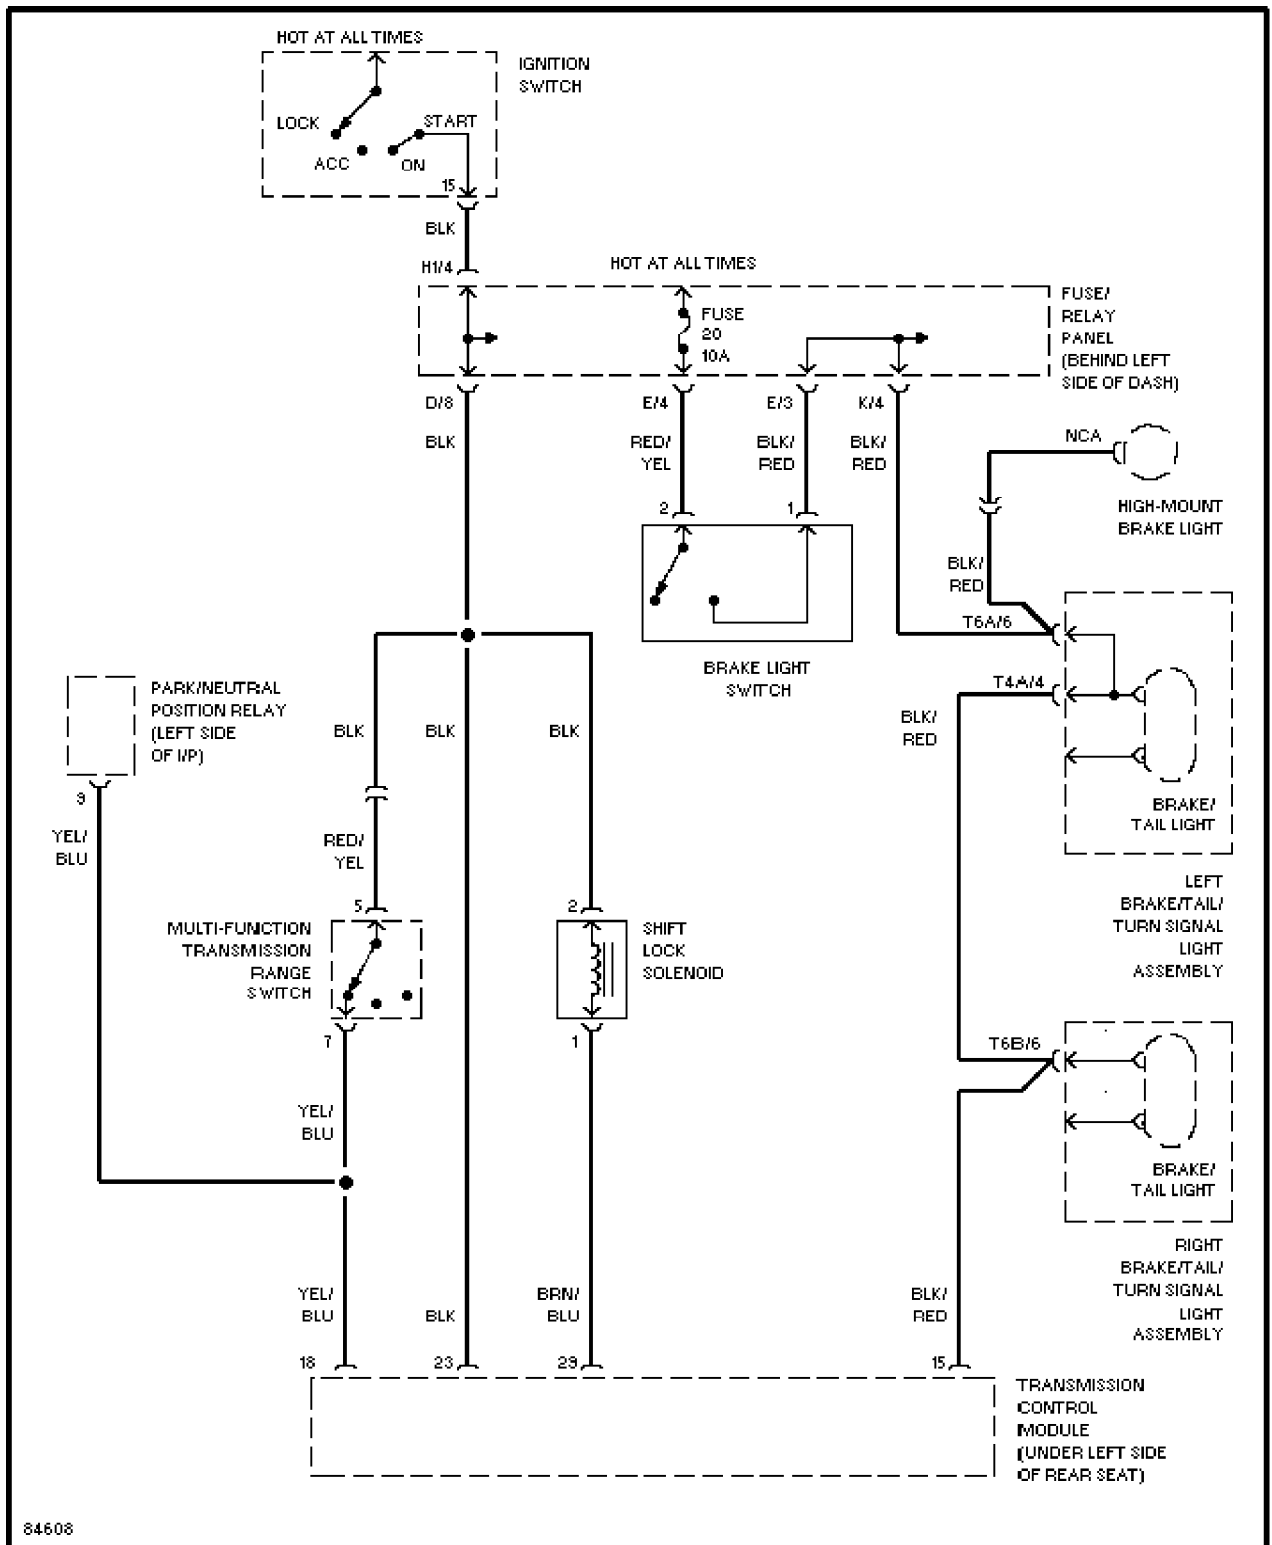 HOT AT ALL TIMES
IGNITION
SWITCH
LOCK
START
ACC
ON
15
BLK
H1/4
HOT AT ALL TIMES
FUSE
20
10A
FUSE/
RELAY
PANEL
(BEHIND LEFT
SIDE OF DASH)
D/8
E/4
E/3
K/4
BLK
RED/
YEL
BLK/
RED
BLK/
RED
NCA
HIGH-MOUNT
BRAKE LIGHT
2
1
BLK/
RED
T6A/6
BRAKE LIGHT
SWITCH
T4A/4
PARK/NEUTRAL
POSITION RELAY
(LEFT SIDE
OF I/P)
BLK
BLK
BLK
BLK/
RED
9
YEL/
BLU
RED/
YEL
BRAKE/
TAIL LIGHT
LEFT
BRAKE/TAIL/
TURN SIGNAL
LIGHT
ASSEMBLY
5
2
MULTI-FUNCTION
TRANSMISSION
RANGE
SWITCH
SHIFT
LOCK
SOLENOID
7
1
T6B/6
YEL/
BLU
BRAKE/
TAIL LIGHT
RIGHT
BRAKE/TAIL/
TURN SIGNAL
LIGHT
ASSEMBLY
YEL/
BLU
BLK
BRN/
BLU
BLK/
RED
18
23
29
15
TRANSMISSION
CONTROL
MODULE
(UNDER LEFT SIDE
OF REAR SEAT)
84608